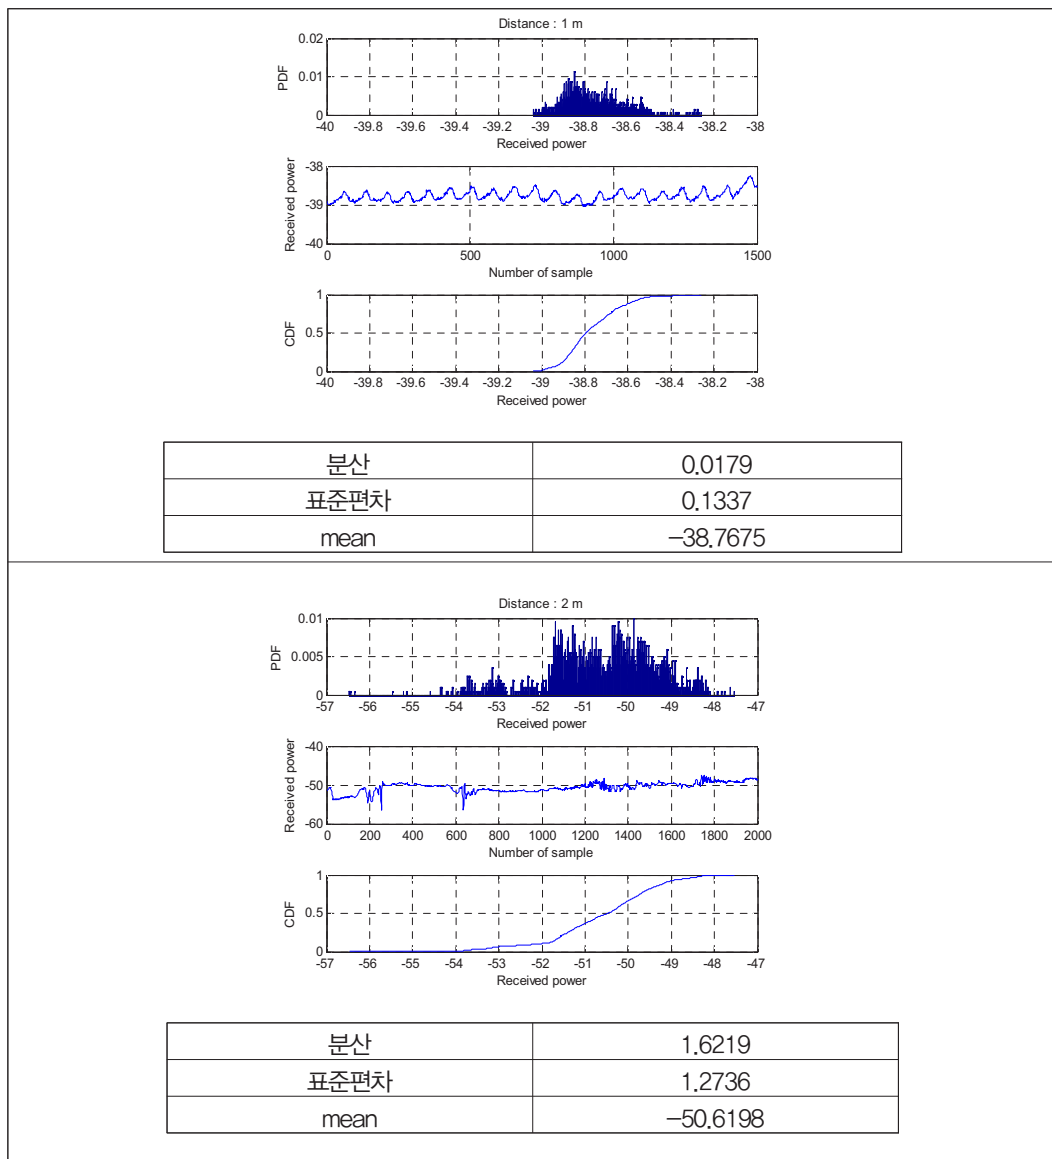 Distance : 1 m
0.02
0.01
0
PDF
-40 -39.8 -39.6 -39.4 -39.2 -39 -38.8 -38.6 -38.4 -38.2 -38
Received power
-38
-39
-40
Received power
0 500 1000 1500
Number of sample
1
0.5
0
CDF
-40 -39.8 -39.6 -39.4 -39.2 -39 -38.8 -38.6 -38.4 -38.2 -38
Received power
분산 0.0179
표준편차 0.1337
mean -38.7675
Distance : 2 m
0.01
0.005
0
PDF
-57 -56 -55 -54 -53 -52 -51 -50 -49 -48 -47
Received power
-40
-50
-60
Received power
0 200 400 600 800 1000 1200 1400 1600 1800 2000
Number of sample
1
0.5
0
CDF
-57 -56 -55 -54 -53 -52 -51 -50 -49 -48 -47
Received power
분산 1.6219
표준편차 1.2736
mean -50.6198